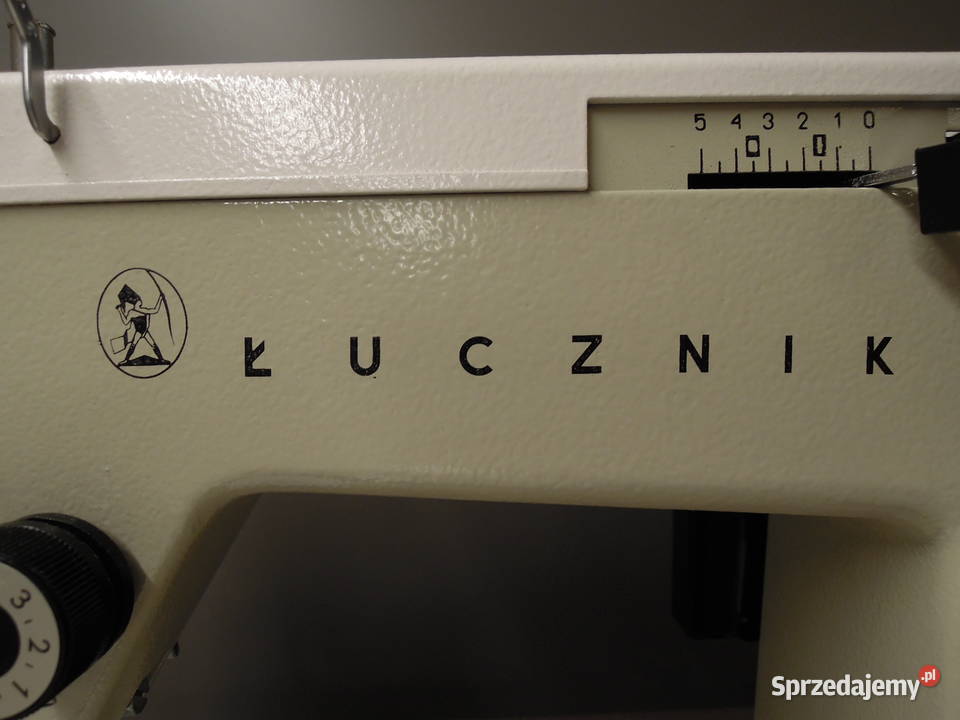 5 4 3 2 1 0
ŁUCZNIK
3 2 1
Sprzedajemy.pl